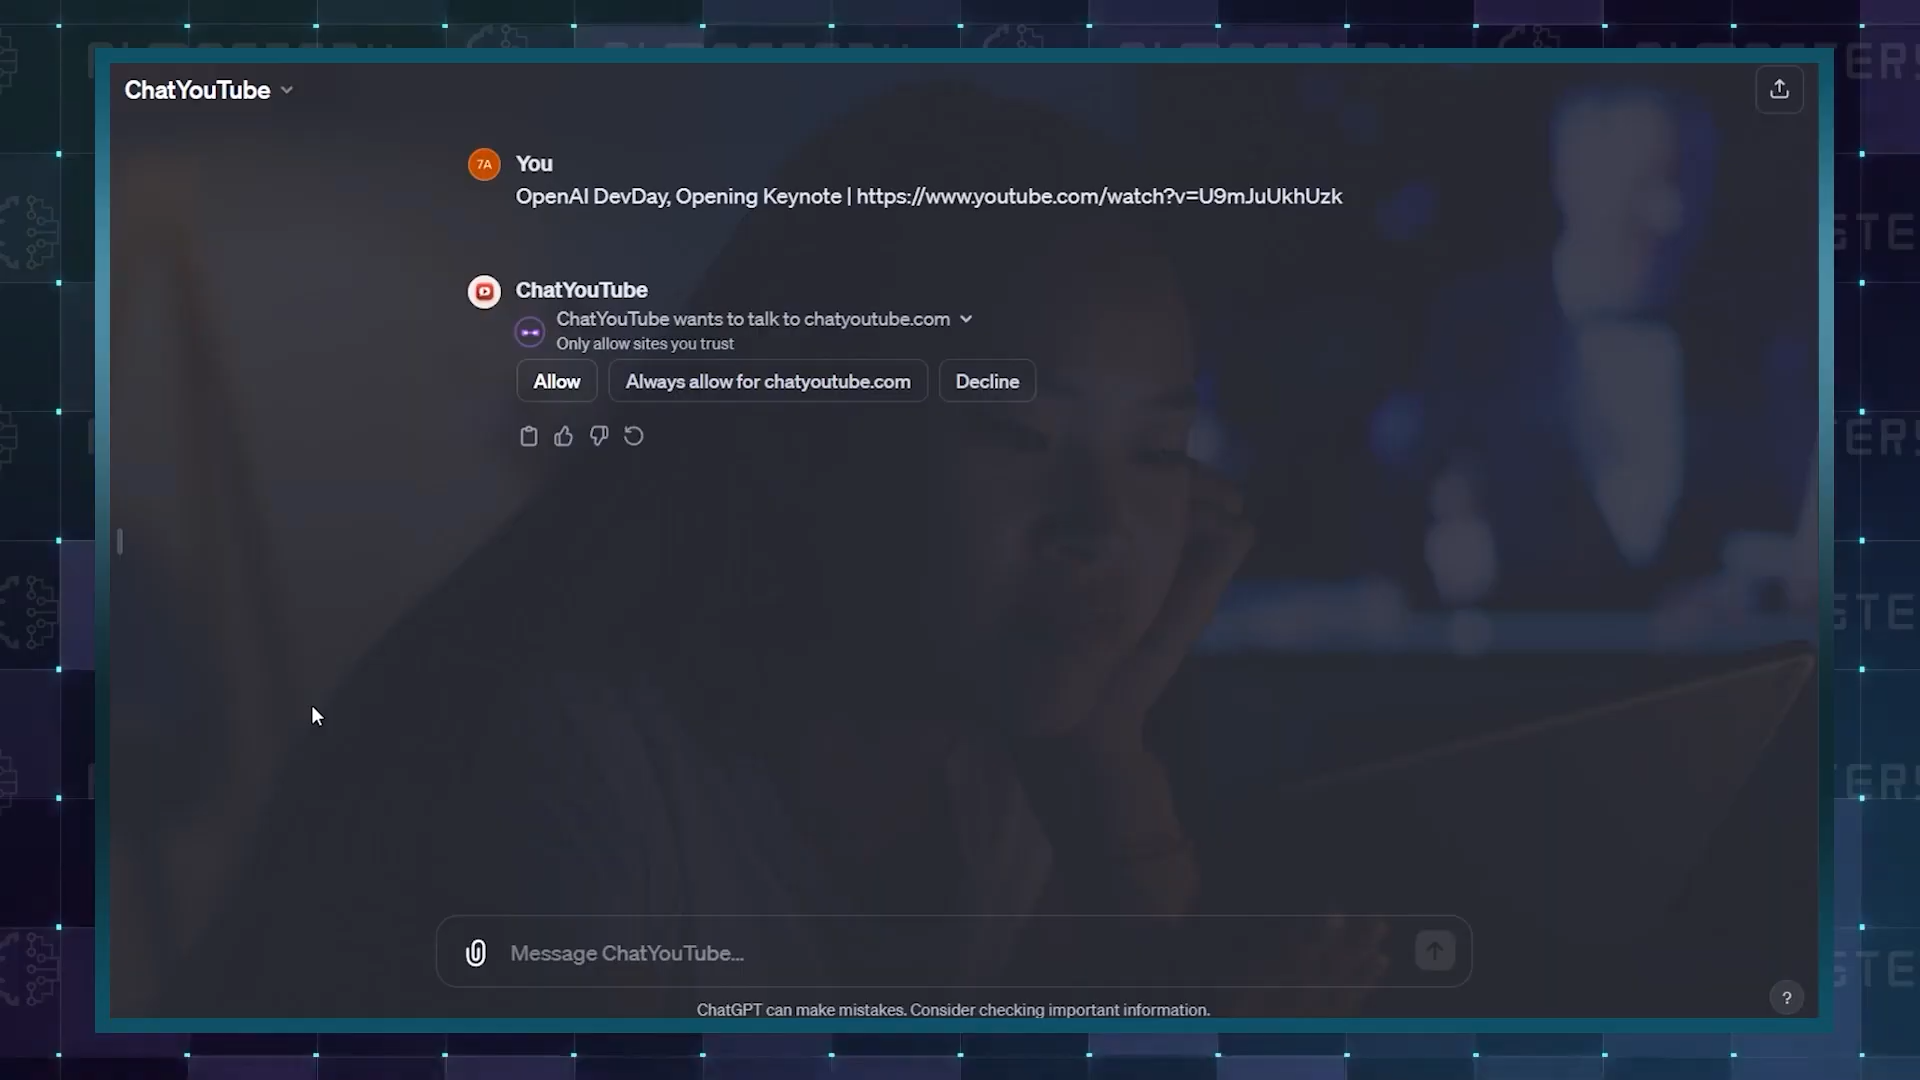 ChatYouTube
7A
You
OpenAI DevDay, Opening Keynote | https://www.youtube.com/watch?v=U9mJuUkhUzk
ChatYouTube
ChatYouTube wants to talk to chatyoutube.com
Only allow sites you trust
Allow
Always allow for chatyoutube.com
Decline
Message ChatYouTube...
ChatGPT can make mistakes. Consider checking important information.
?